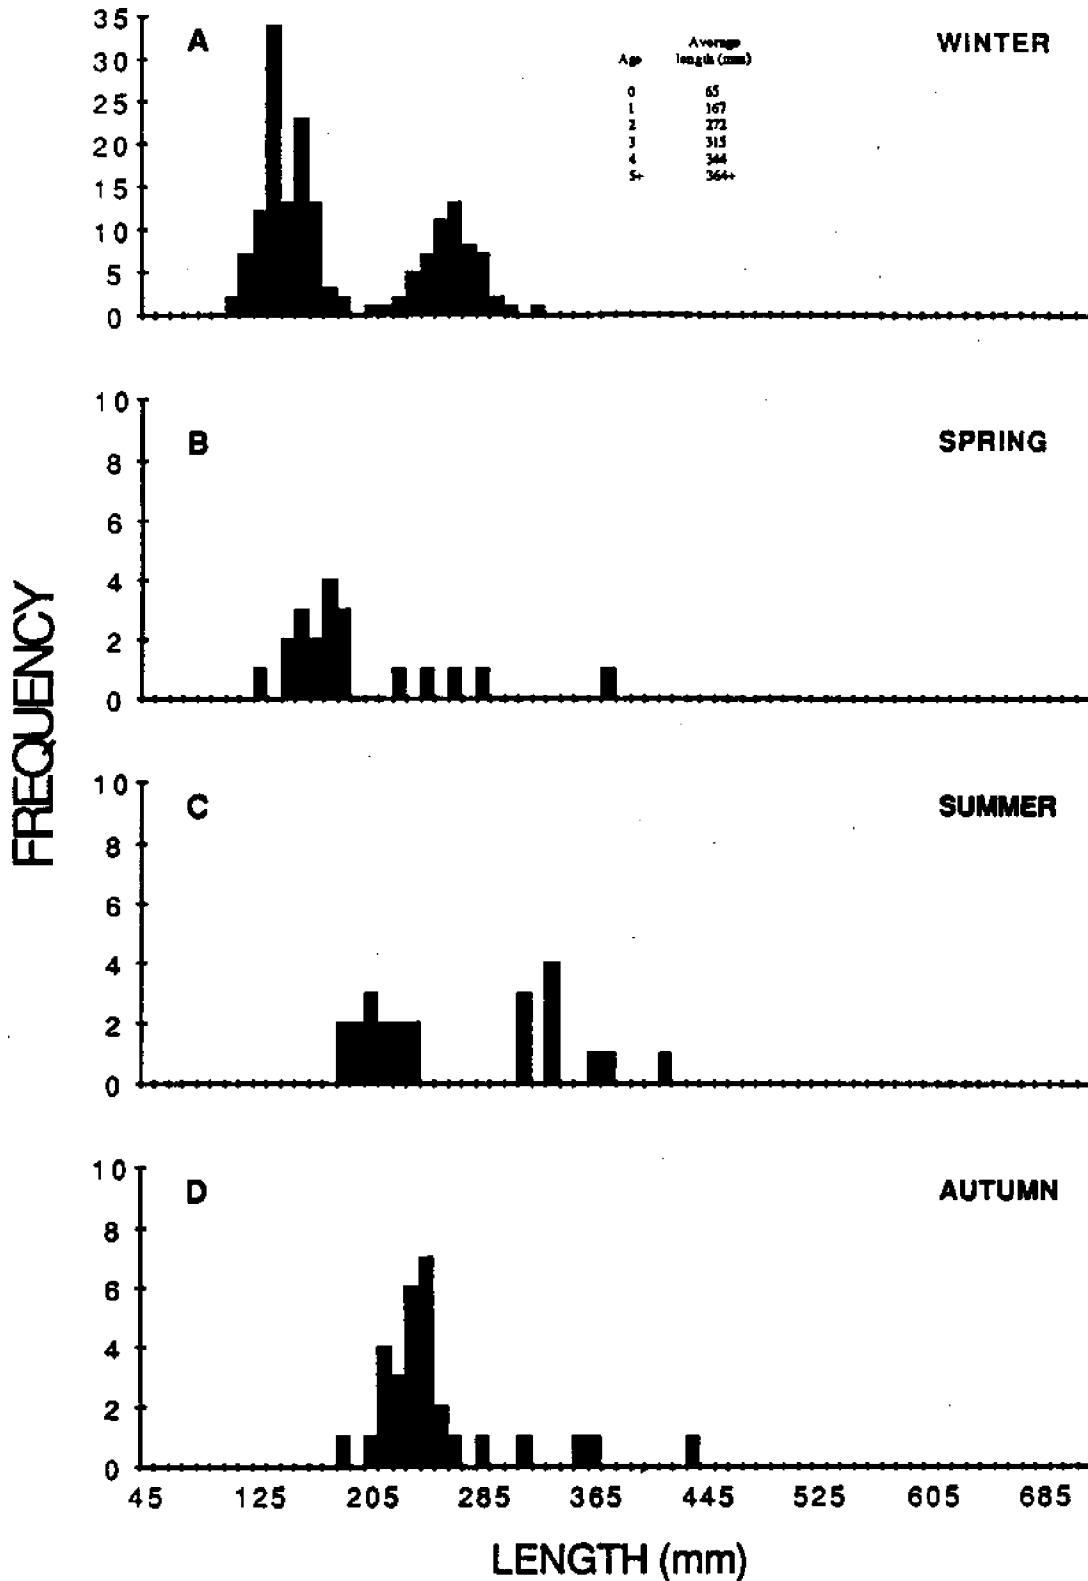 35
30
25
20
15
10
5
0
A
Average
Age length (mm)
0 65
1 167
2 272
3 315
4 344
5+ 364+
WINTER
10
8
6
4
2
0
B
SPRING
FREQUENCY
10
8
6
4
2
0
C
SUMMER
10
8
6
4
2
0
D
AUTUMN
45 125 205 285 365 445 525 605 685
LENGTH (mm)